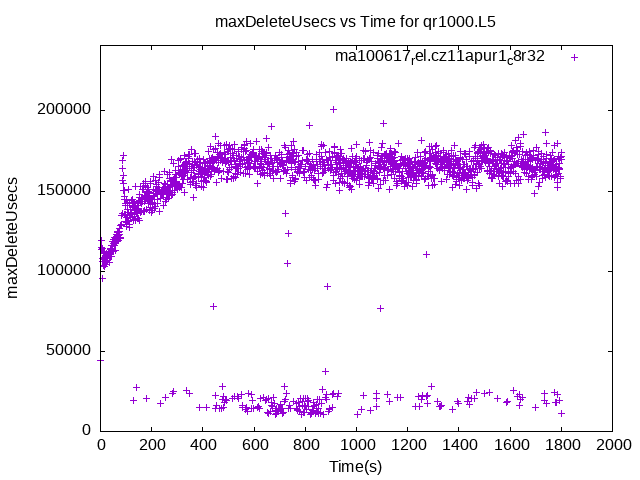 maxDeleteUsecs vs Time for qr1000.L5
ma100617rel.cz11apur1c8r32
200000
150000
100000
50000
0
maxDeleteUsecs
0 200 400 600 800 1000 1200 1400 1600 1800 2000
Time(s)